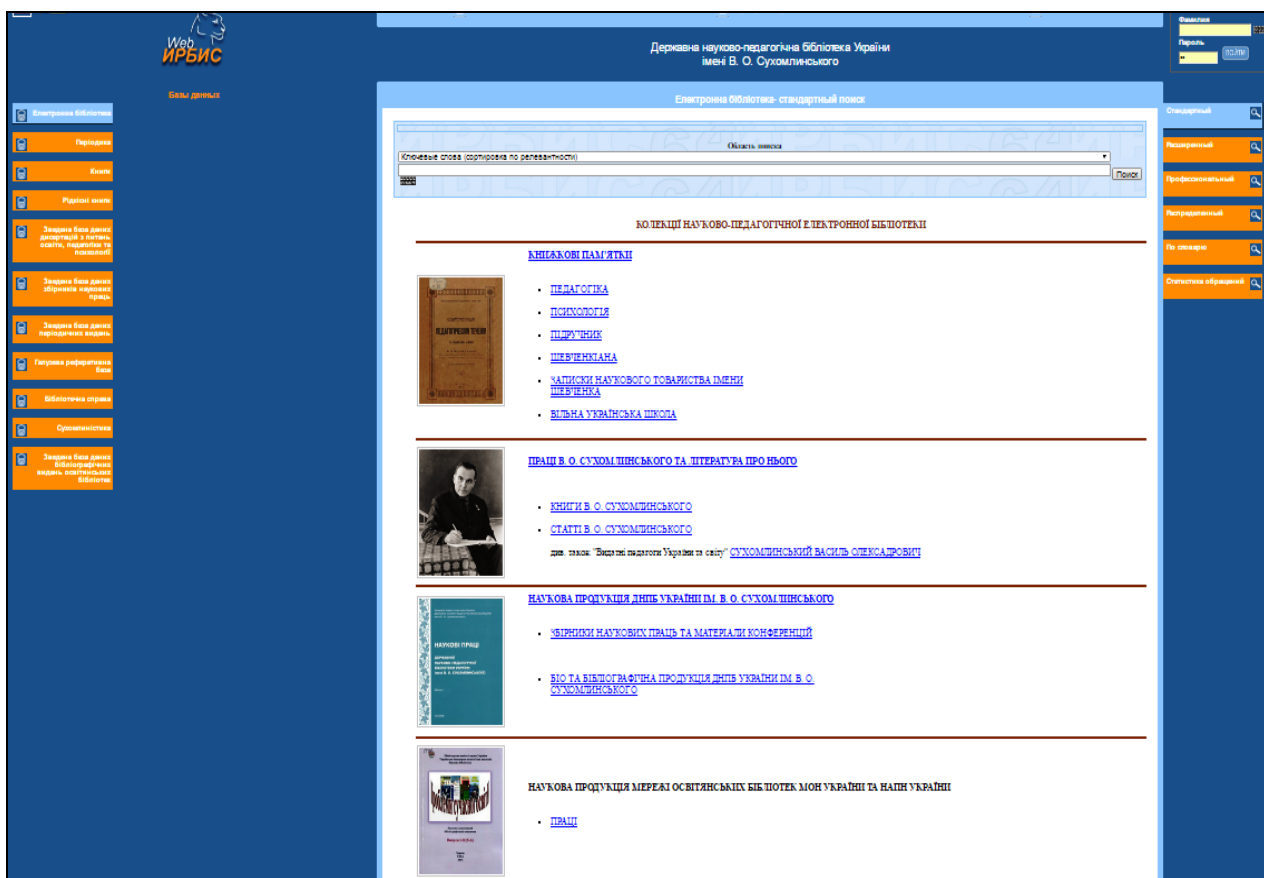 Web
ИРБИС
Державна науково-педагогічна бібліотека України
імені В. О. Сухомлинського
Фамилия
Пароль
ВОЙТИ
Базы данных
Електронна бібліотека
Періодика
Книги
Рідкісні книги
Зведена база даних
дисертацій з питань
освіти, педагогіки та
психології
Зведена база даних
збірників наукових
праць
Зведена база даних
періодичних видань
Галузева реферативна
база
Бібліотечна справа
Сухомлиністика
Зведена база даних
бібліографічних
видань освітянських
бібліотек
Електронна бібліотека- стандартный поиск
Область поиска
Ключевые слова (сортировка по релевантности)
Поиск
КОЛЕКЦІЇ НАУКОВО-ПЕДАГОГІЧНОЇ ЕЛЕКТРОННОЇ БІБЛІОТЕКИ
КНИЖКОВІ ПАМ'ЯТКИ
ПЕДАГОГІКА
ПСИХОЛОГІЯ
ПІДРУЧНИК
ШЕВЧЕНКІАНА
ЗАПИСКИ НАУКОВОГО ТОВАРИСТВА ІМЕНИ
ШЕВЧЕНКА
ВІЛЬНА УКРАЇНСЬКА ШКОЛА
ПРАЦІ В. О. СУХОМЛИНСЬКОГО ТА ЛІТЕРАТУРА ПРО НЬОГО
КНИГИ В. О. СУХОМЛИНСЬКОГО
СТАТТІ В. О. СУХОМЛИНСЬКОГО
див. також "Видатні педагоги України та світу" СУХОМЛИНСЬКИЙ ВАСИЛЬ ОЛЕКСАДРОВИЧ
НАУКОВІ ПРАЦІ
НАУКОВА ПРОДУКЦІЯ ДНПБ УКРАЇНИ ІМ. В. О. СУХОМЛИНСЬКОГО
ЗБІРНИКИ НАУКОВИХ ПРАЦЬ ТА МАТЕРІАЛИ КОНФЕРЕНЦІЙ
БІО ТА БІБЛІОГРАФІЧНА ПРОДУКЦІЯ ДНПБ УКРАЇНИ ІМ. В. О.
СУХОМЛИНСЬКОГО
НАУКОВА ПРОДУКЦІЯ МЕРЕЖІ ОСВІТЯНСЬКИХ БІБЛІОТЕК МОН УКРАЇНИ ТА НАПН УКРАЇНИ
ПРАЦІ
Стандартный
Расширенный
Профессиональный
Распределенный
По словарю
Статистика обращений